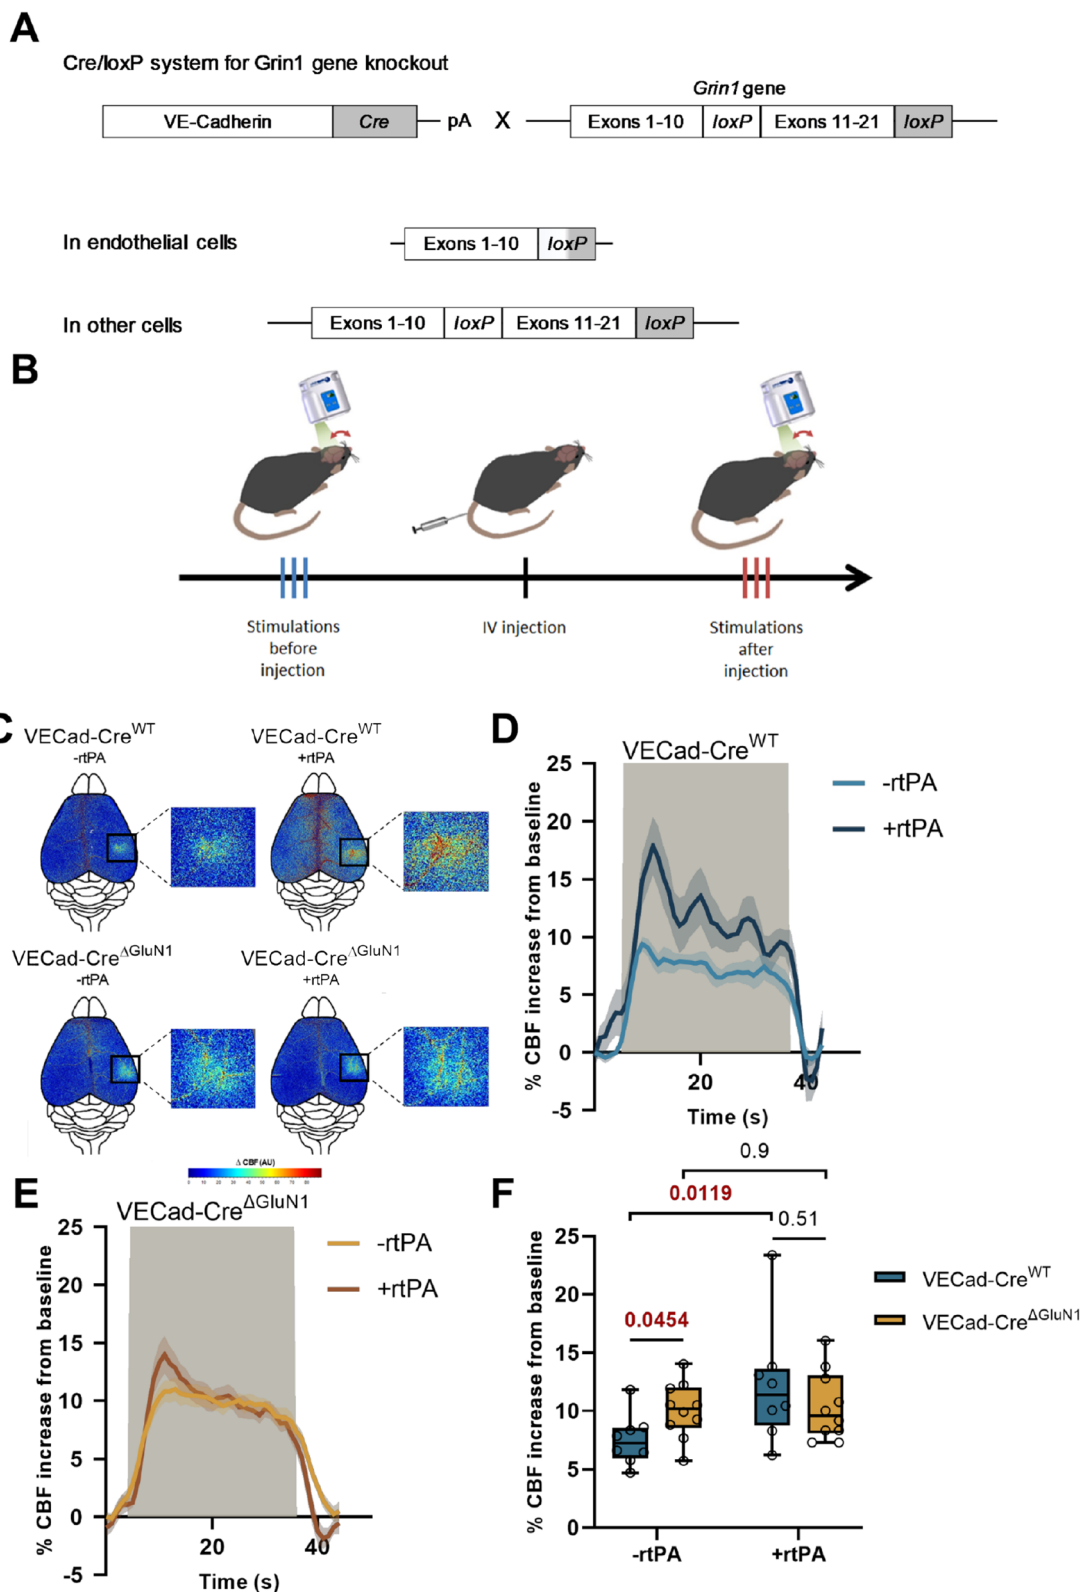 A
Cre/loxP system for Grin1 gene knockout
Grin1 gene
VE-Cadherin Cre pA X Exons 1-10 loxP Exons 11-21 loxP
In endothelial cells Exons 1-10 loxP
In other cells Exons 1-10 loxP Exons 11-21 loxP
B
Stimulations before injection
IV injection
Stimulations after injection
C
VECad-CreWT
-rtPA
VECad-CreWT
+rtPA
VECad-CreΔGluN1
-rtPA
VECad-CreΔGluN1
+rtPA
Δ CBF (AU)
D
VECad-CreWT
-rtPA
+rtPA
% CBF increase from baseline
25
20
15
10
5
0
-5
20
40
Time (s)
E
VECad-CreΔGluN1
-rtPA
+rtPA
% CBF increase from baseline
25
20
15
10
5
0
-5
20
40
Time (s)
F
0.9
0.0119
0.51
0.0454
VECad-CreWT
VECad-CreΔGluN1
% CBF increase from baseline
25
20
15
10
5
0
-rtPA
+rtPA